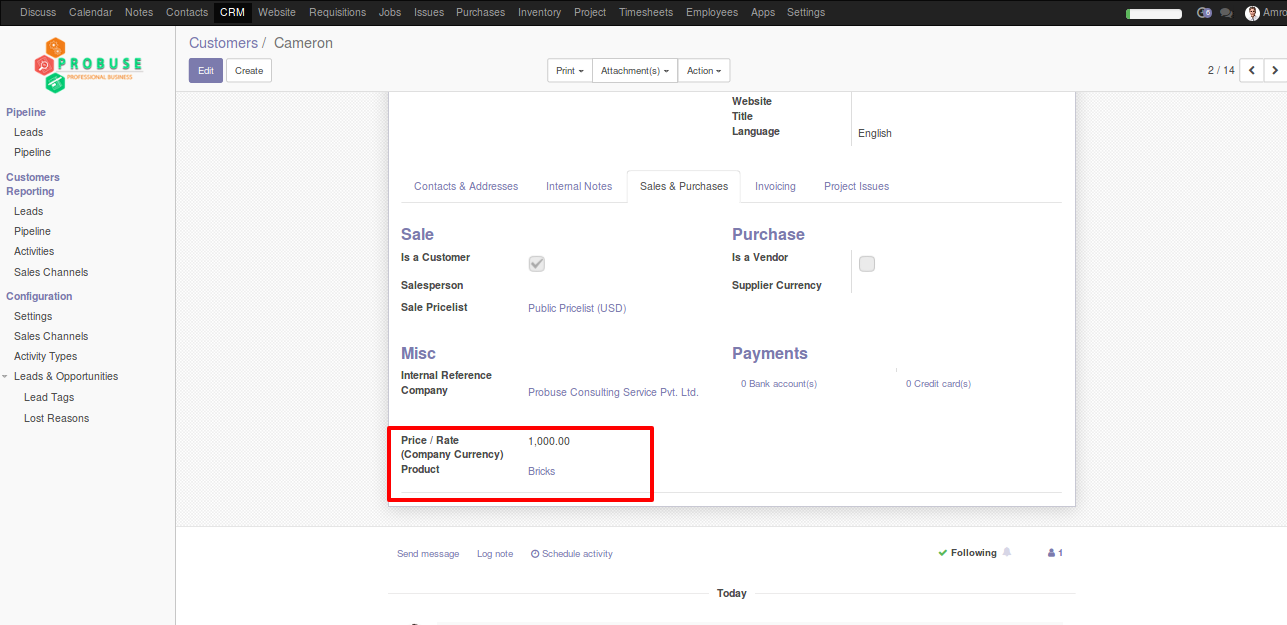 Discuss Calendar Notes Contacts CRM Website Requisitions Jobs Issues Purchases Inventory Project Timesheets Employees Apps Settings Amro
PROBUSE
PROFESSIONAL BUSINESS
Pipeline
Leads
Pipeline
Customers
Reporting
Leads
Pipeline
Activities
Sales Channels
Configuration
Settings
Sales Channels
Activity Types
Leads & Opportunities
Lead Tags
Lost Reasons
Customers / Cameron
Edit Create Print Attachment(s) Action 2 / 14
Website
Title
Language English
Contacts & Addresses Internal Notes Sales & Purchases Invoicing Project Issues
Sale
Is a Customer
Salesperson
Sale Pricelist Public Pricelist (USD)
Purchase
Is a Vendor
Supplier Currency
Misc
Internal Reference
Company Probuse Consulting Service Pvt. Ltd.
Payments
0 Bank account(s) 0 Credit card(s)
Price / Rate 1,000.00
(Company Currency)
Product Bricks
Send message Log note Schedule activity Following 1
Today